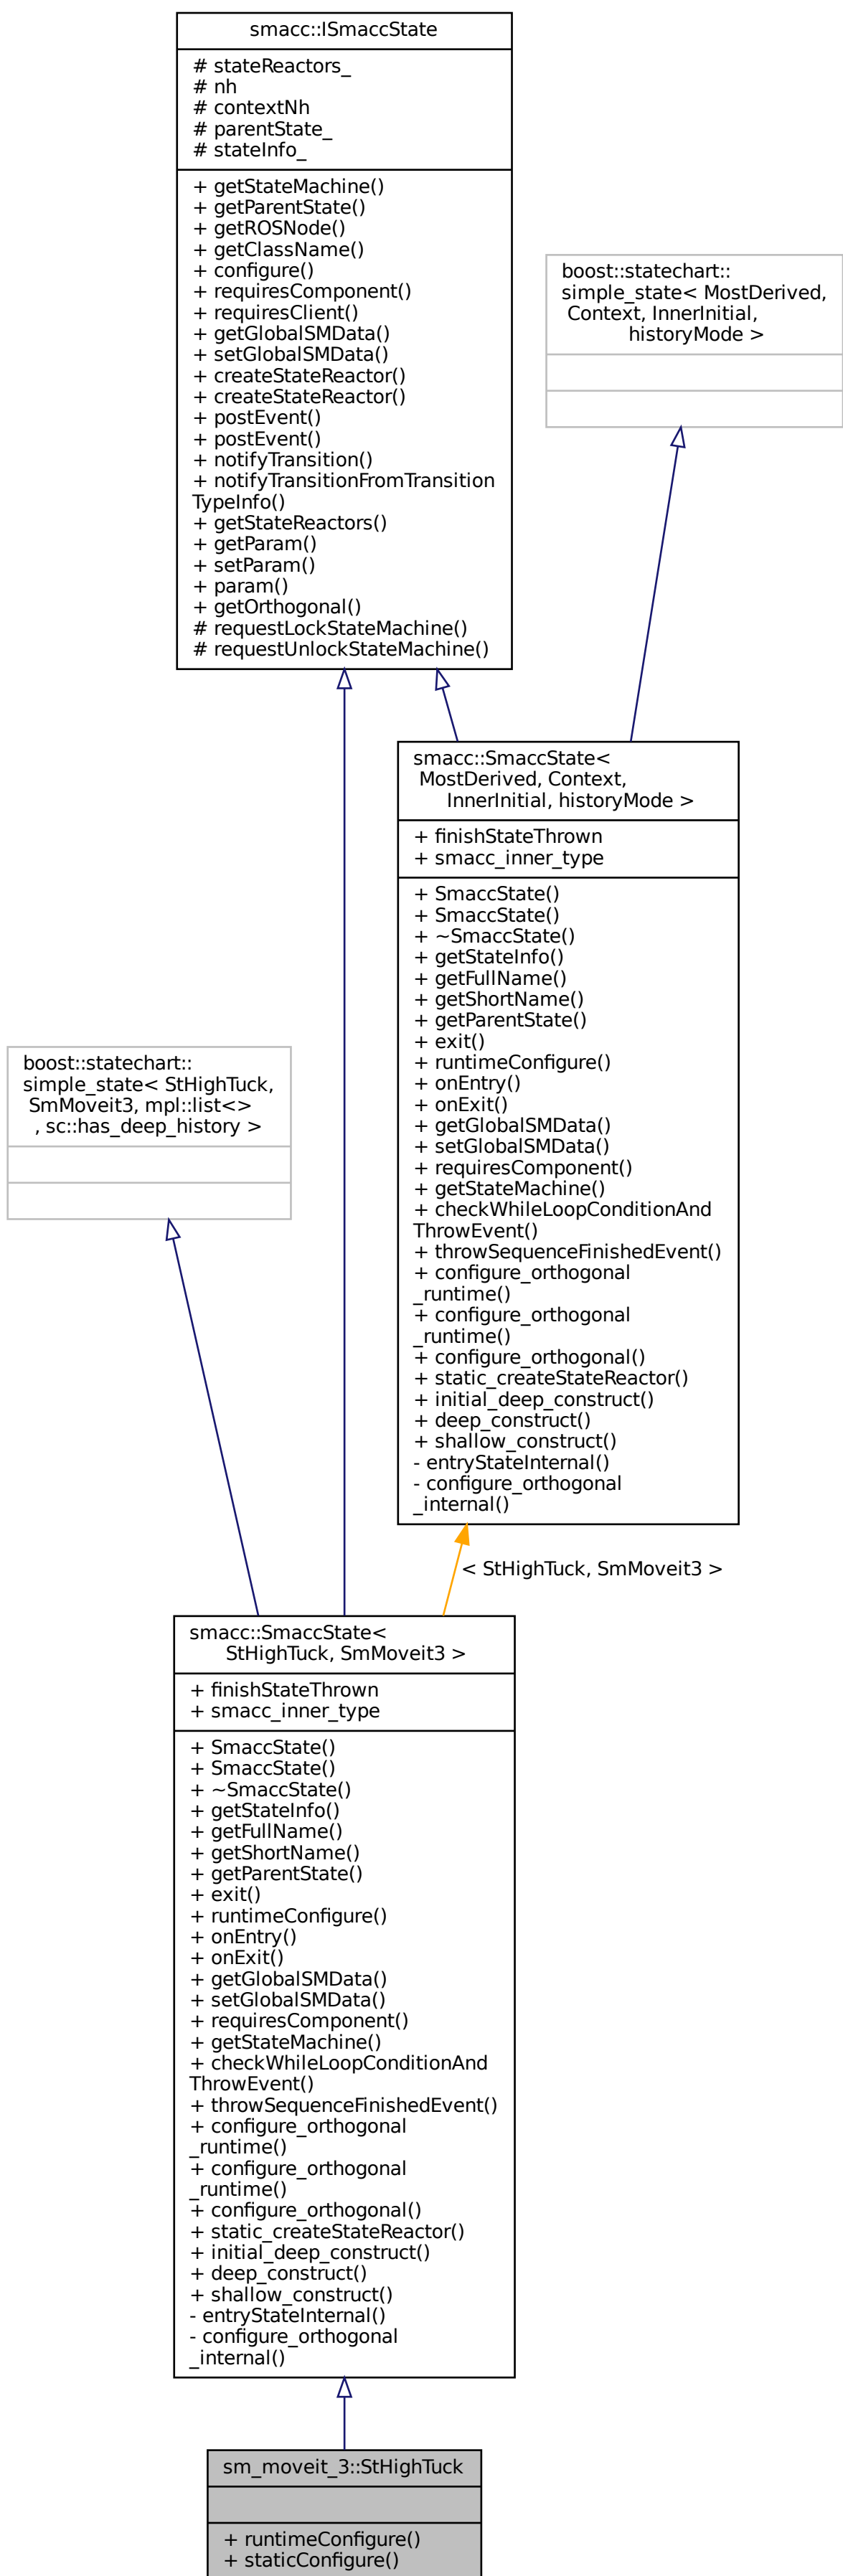 smacc::ISmaccState
# stateReactors_
# nh
# contextNh
# parentState_
# stateInfo_
+ getStateMachine()
+ getParentState()
+ getROSNode()
+ getClassName()
+ configure()
+ requiresComponent()
+ requiresClient()
+ getGlobalSMData()
+ setGlobalSMData()
+ createStateReactor()
+ createStateReactor()
+ postEvent()
+ postEvent()
+ notifyTransition()
+ notifyTransitionFromTransition
TypeInfo()
+ getStateReactors()
+ getParam()
+ setParam()
+ param()
+ getOrthogonal()
# requestLockStateMachine()
# requestUnlockStateMachine()
boost::statechart::
simple_state< MostDerived,
Context, InnerInitial,
historyMode >
smacc::SmaccState<
MostDerived, Context,
InnerInitial, historyMode >
+ finishStateThrown
+ smacc_inner_type
+ SmaccState()
+ SmaccState()
+ ~SmaccState()
+ getStateInfo()
+ getFullName()
+ getShortName()
+ getParentState()
+ exit()
+ runtimeConfigure()
+ onEntry()
+ onExit()
+ getGlobalSMData()
+ setGlobalSMData()
+ requiresComponent()
+ getStateMachine()
+ checkWhileLoopConditionAnd
ThrowEvent()
+ throwSequenceFinishedEvent()
+ configure_orthogonal
_runtime()
+ configure_orthogonal
_runtime()
+ configure_orthogonal()
+ static_createStateReactor()
+ initial_deep_construct()
+ deep_construct()
+ shallow_construct()
- entryStateInternal()
- configure_orthogonal
_internal()
boost::statechart::
simple_state< StHighTuck,
SmMoveit3, mpl::list<>
, sc::has_deep_history >
< StHighTuck, SmMoveit3 >
smacc::SmaccState<
StHighTuck, SmMoveit3 >
+ finishStateThrown
+ smacc_inner_type
+ SmaccState()
+ SmaccState()
+ ~SmaccState()
+ getStateInfo()
+ getFullName()
+ getShortName()
+ getParentState()
+ exit()
+ runtimeConfigure()
+ onEntry()
+ onExit()
+ getGlobalSMData()
+ setGlobalSMData()
+ requiresComponent()
+ getStateMachine()
+ checkWhileLoopConditionAnd
ThrowEvent()
+ throwSequenceFinishedEvent()
+ configure_orthogonal
_runtime()
+ configure_orthogonal
_runtime()
+ configure_orthogonal()
+ static_createStateReactor()
+ initial_deep_construct()
+ deep_construct()
+ shallow_construct()
- entryStateInternal()
- configure_orthogonal
_internal()
sm_moveit_3::StHighTuck
+ runtimeConfigure()
+ staticConfigure()